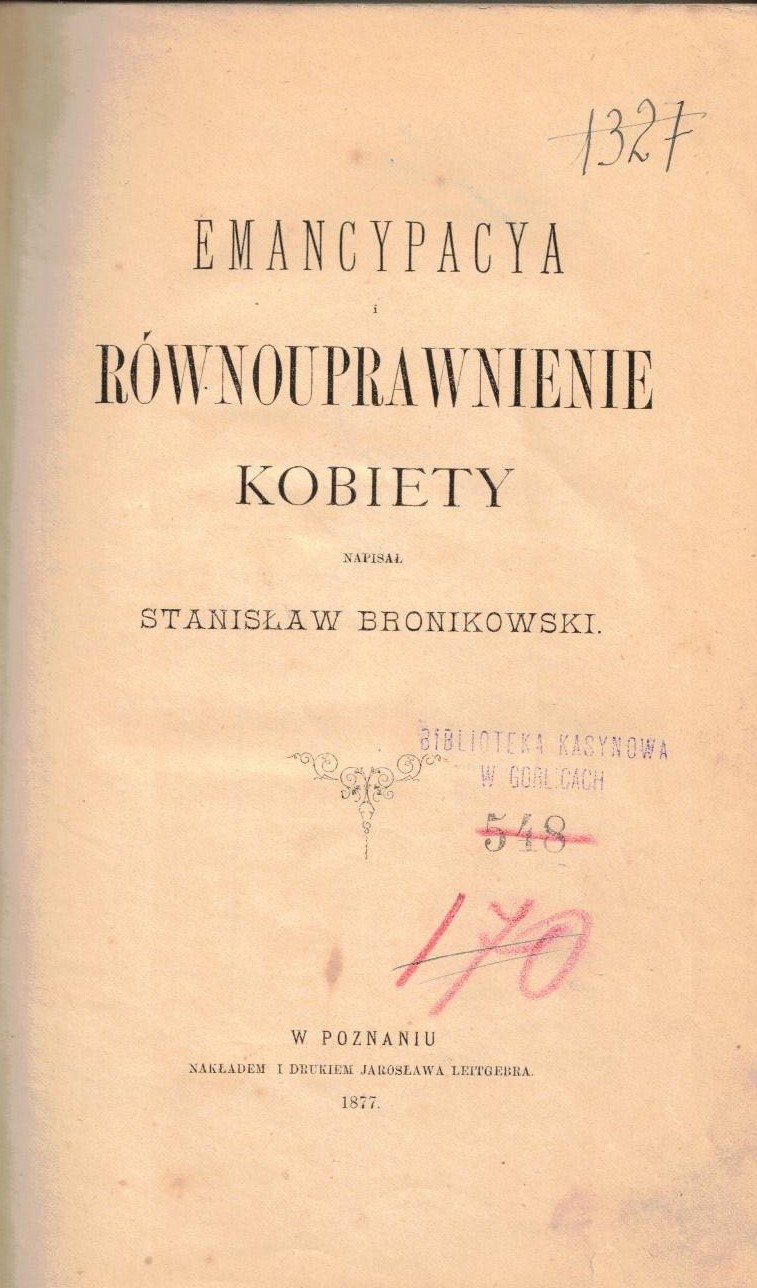 1327
EMANCYPACYA
i
RÓWNOUPRAWNIENIE
KOBIETY
NAPISAŁ
STANISŁAW BRONIKOWSKI.
BIBLIOTEKA KASYNOWA
W GORLICACH
548
170
W POZNANIU
NAKŁADEM I DRUKIEM JAROSŁAWA LEITGEBRA.
1877.